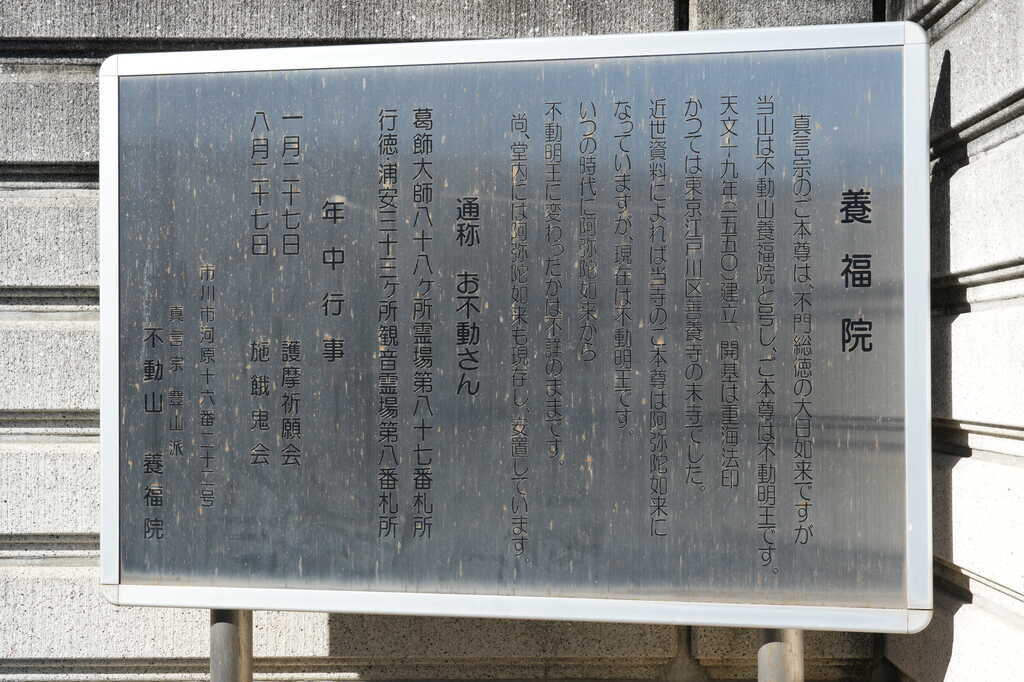 養福院
真言宗のご本尊は、不門総徳の大日如来ですが
当山は不動山養福院と号し、ご本尊は不動明王です。
天文十九年(一五五〇)建立、開基は重海法印
かつては東京江戸川区善養寺の末寺でした。
近世資料によれば当寺のご本尊は阿弥陀如来に
なっていますが、現在は不動明王です。
いつの時代に阿弥陀如来から
不動明王に変わったかは不詳のままです。
尚、堂内には阿弥陀如来も現在し、安置しています。
通称 お不動さん
葛飾大師八十八ヶ所霊場第八十七番札所
行徳・浦安三十三ヶ所観音霊場第八番札所
年中行事
一月二十七日 護摩祈願会
八月二十七日 施餓鬼会
市川市河原十六番二十二号
真言宗 豊山派
不動山 養福院